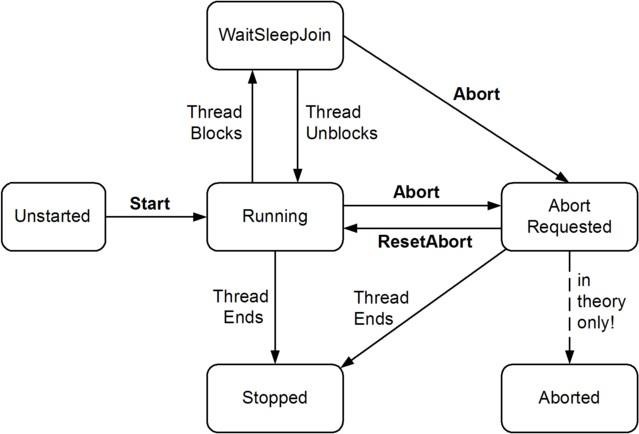 WaitSleepJoin
Abort
Thread
Blocks
Thread
Unblocks
Unstarted
Start
Running
Abort
ResetAbort
Abort
Requested
Thread
Ends
Thread
Ends
in
theory
only!
Stopped
Aborted